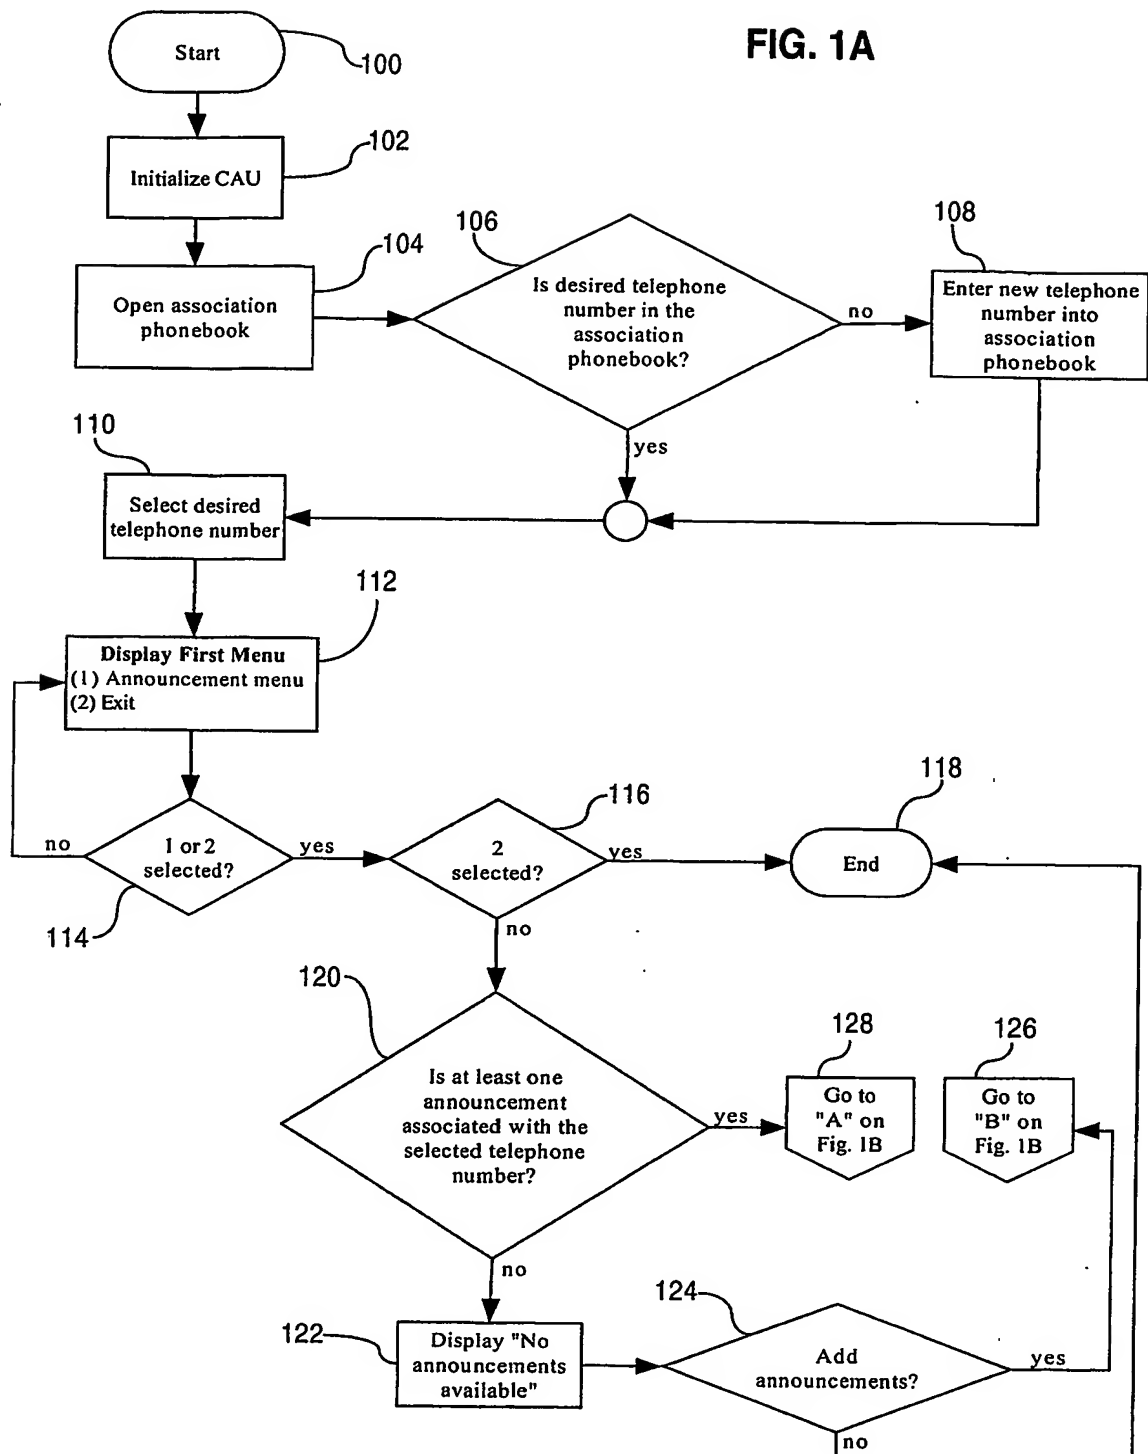 FIG. 1A
Start
100
102
Initialize CAU
104
Open association
phonebook
106
Is desired telephone
number in the
association
phonebook?
no
yes
108
Enter new telephone
number into
association
phonebook
110
Select desired
telephone number
112
Display First Menu
(1) Announcement menu
(2) Exit
no
1 or 2
selected?
yes
114
116
2
selected?
yes
no
118
End
120
Is at least one
announcement
associated with the
selected telephone
number?
yes
no
128
Go to
"A" on
Fig. 1B
126
Go to
"B" on
Fig. 1B
122
Display "No
announcements
available"
124
Add
announcements?
yes
no